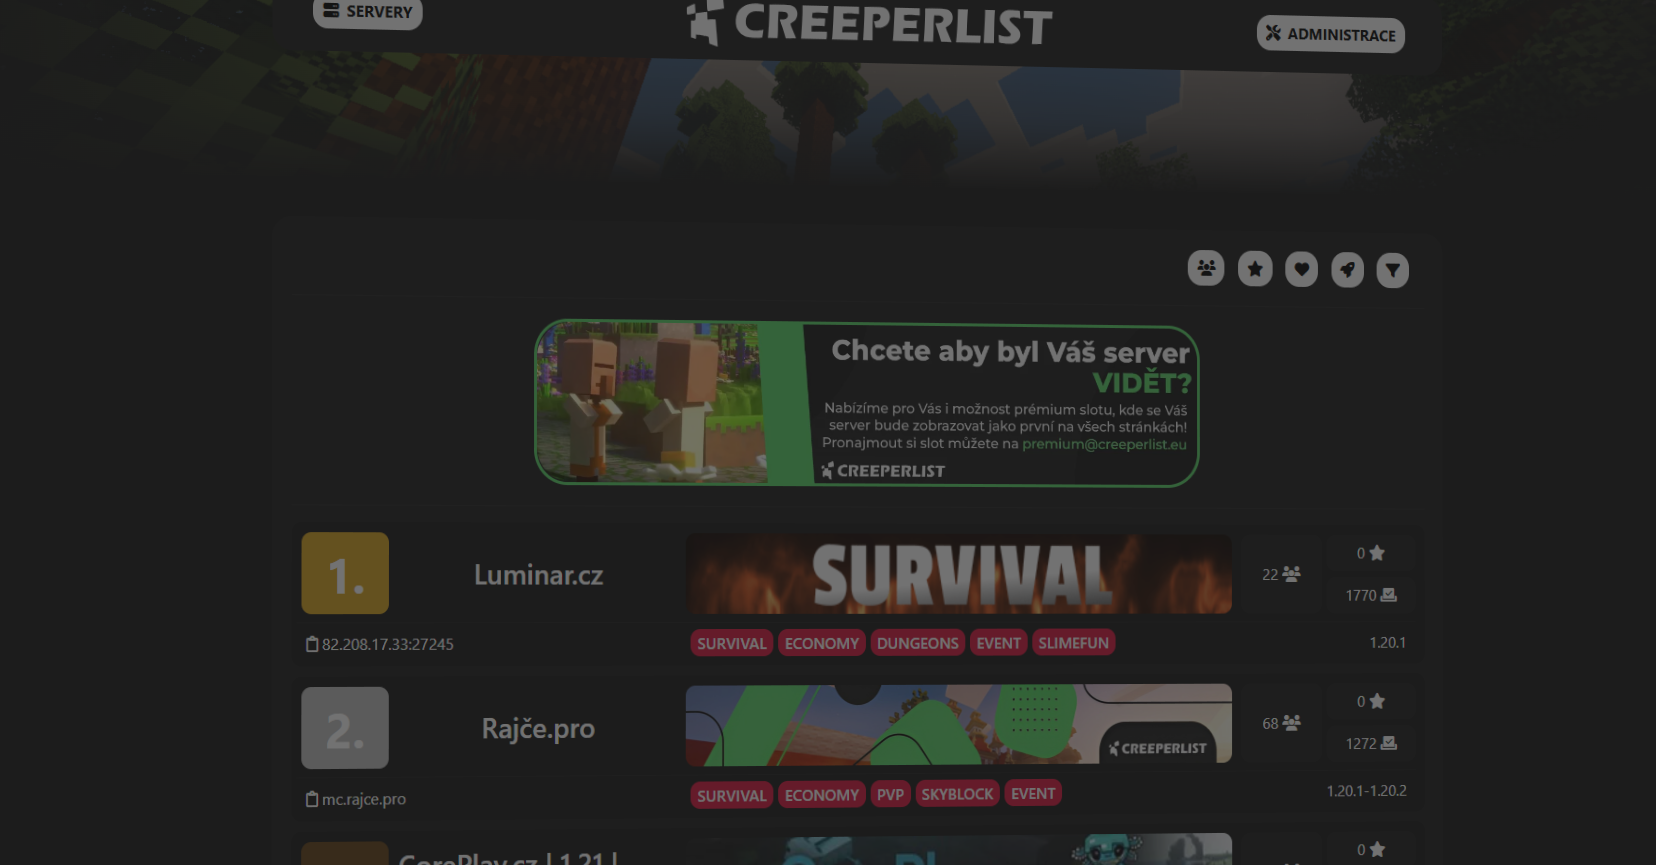 SERVERY
CREEPERLIST
ADMINISTRACE
Chcete aby byl Váš server
VIDĚT?
Nabízíme pro Vás i možnost prémium slotu, kde se Váš
server bude zobrazovat jako první na všech stránkách!
Pronajmout si slot můžete na premium@creeperlist.eu
CREEPERLIST
1.
Luminar.cz
SURVIVAL
22
0
1770
82.208.17.33:27245
SURVIVAL ECONOMY DUNGEONS EVENT SLIMEFUN
1.20.1
2.
Rajče.pro
CREEPERLIST
68
0
1272
mc.rajce.pro
SURVIVAL ECONOMY PVP SKYBLOCK EVENT
1.20.1-1.20.2
CorePlay.cz | 1.21 |
0